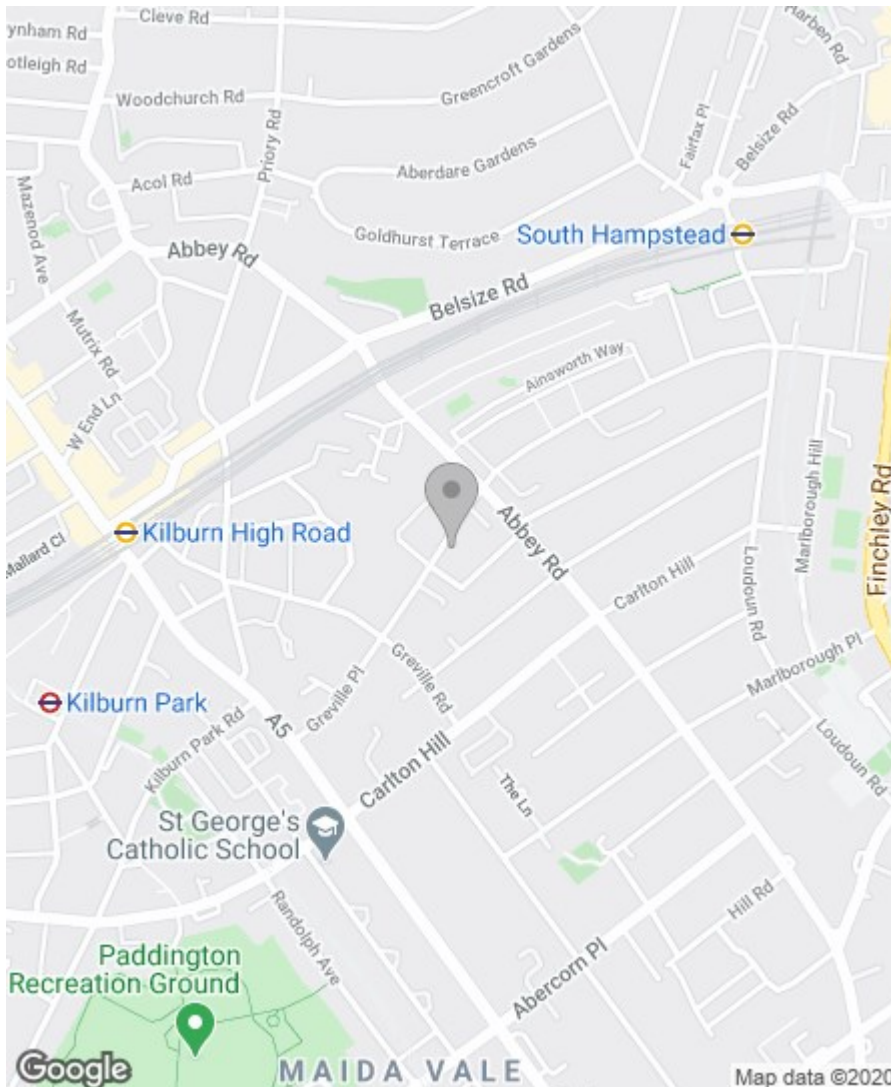 Cleve Rd
ynham Rd
otleigh Rd
Woodchurch Rd
Greencroft Gardens
Harben Rd
Fairfax Pl
Belsize Rd
Priory Rd
Aberdare Gardens
Acol Rd
Mazenod Ave
Goldhurst Terrace
South Hampstead
Abbey Rd
Belsize Rd
Mutrix Rd
Ainsworth Way
W End Ln
Marlborough Hill
Finchley Rd
Mallard Cl
Kilburn High Road
Abbey Rd
Carlton Hill
Loudoun Rd
Marlborough Pl
Greville Rd
Greville Pl
Kilburn Park
Kilburn Park Rd
A5
Carlton Hill
Loudoun Rd
The Ln
St George's
Catholic School
Randolph Ave
Hill Rd
Paddington
Recreation Ground
Abercorn Pl
Google
MAIDA VALE
Map data ©2020